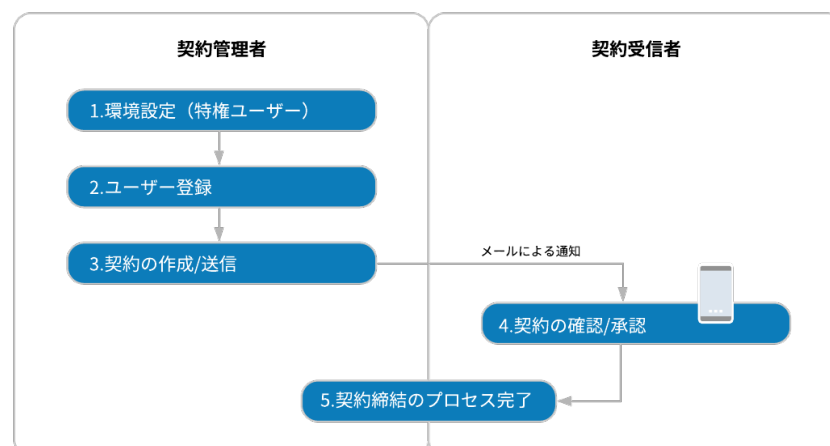 契約管理者
契約受信者
1.環境設定（特権ユーザー）
2.ユーザー登録
3.契約の作成/送信
メールによる通知
4.契約の確認/承認
5.契約締結のプロセス完了